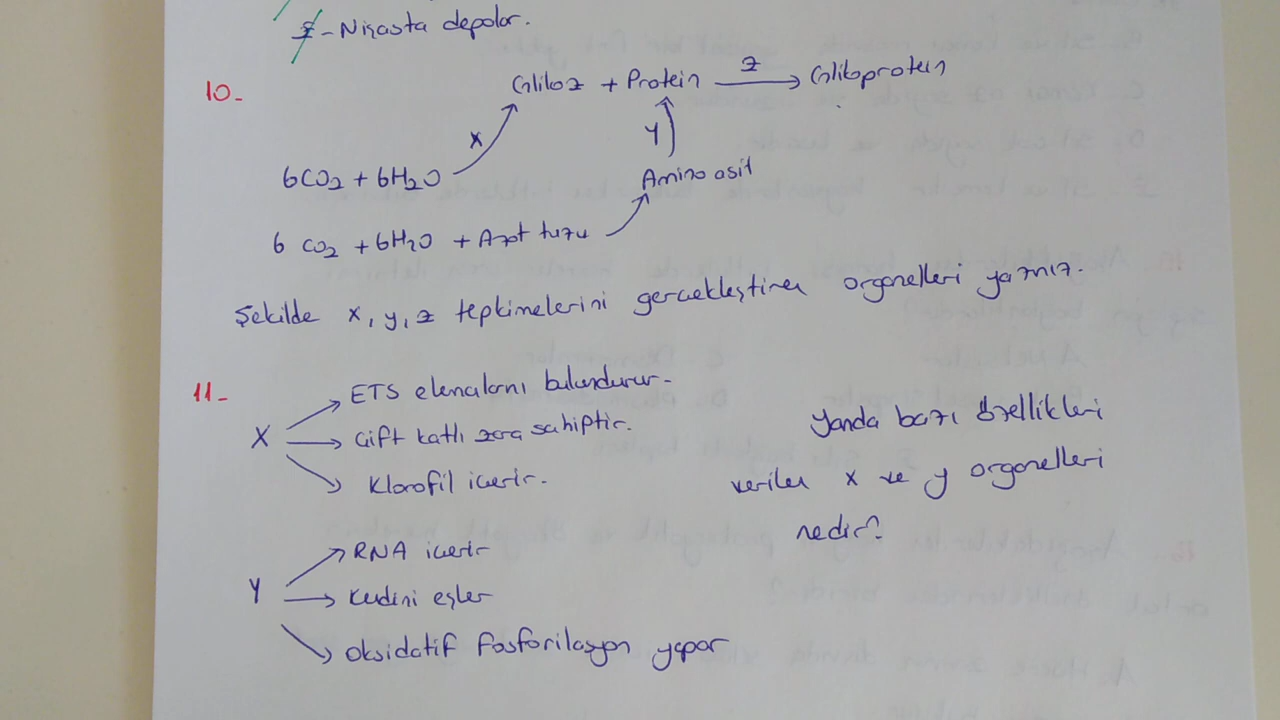 z-Nişasta depolar.
10-
Glikoz + Protein z→ Glikoprotein
x
y
6CO2 + 6H2O
Amino asit
6 CO2 + 6H2O + Azot tuzu
Şekilde x, y, z tepkimelerini gerçekleştiren organelleri yazınız.
11-
X
ETS elemalarnı bulundurur.
Çift katlı zara sahiptir.
Klorofil içerir.
Yanda bazı özellikleri
verilen x ve y organelleri
nedir?
Y
RNA içerir
Kendini eşler
Oksidatif fosforilasyon yapar